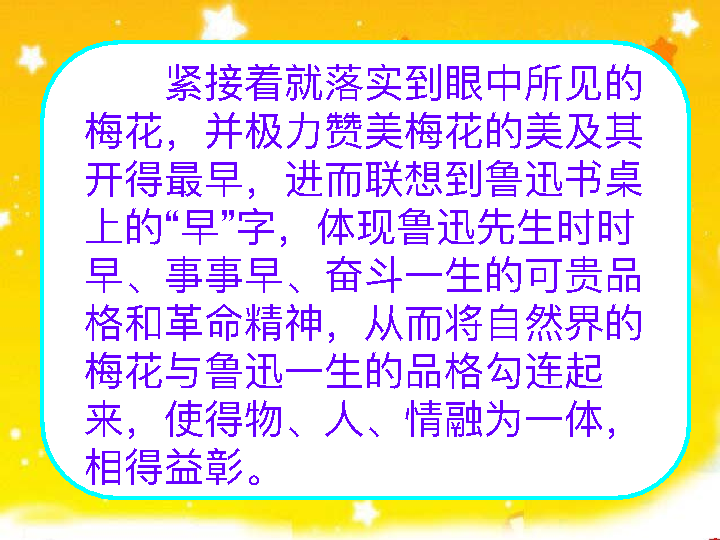 紧接着就落实到眼中所见的
梅花，并极力赞美梅花的美及其
开得最早，进而联想到鲁迅书桌
上的“早”字，体现鲁迅先生时时
早、事事早、奋斗一生的可贵品
格和革命精神，从而将自然界的
梅花与鲁迅一生的品格勾连起
来，使得物、人、情融为一体，
相得益彰。